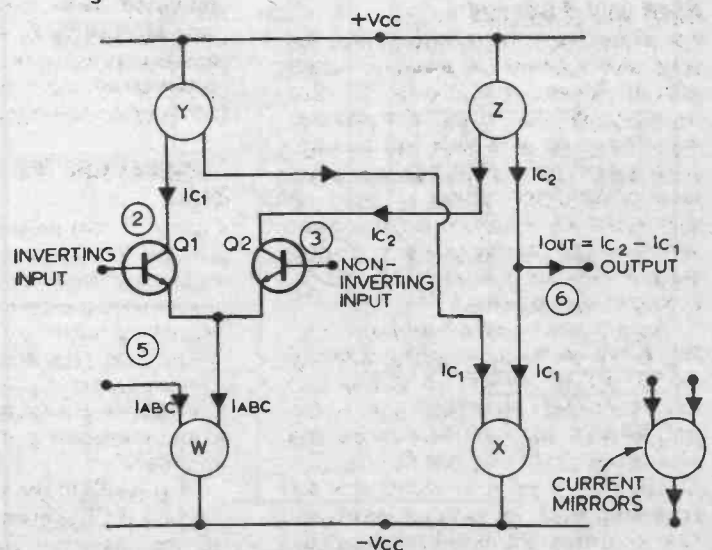 +Vcc
Y
Z
Ic1
Ic2
2
Q1
Q2
3
Ic2
INVERTING
INPUT
NON-
INVERTING
INPUT
IOUT = Ic2 - Ic1
OUTPUT
6
5
IABC
IABC
Ic1
Ic1
W
X
CURRENT
MIRRORS
-Vcc